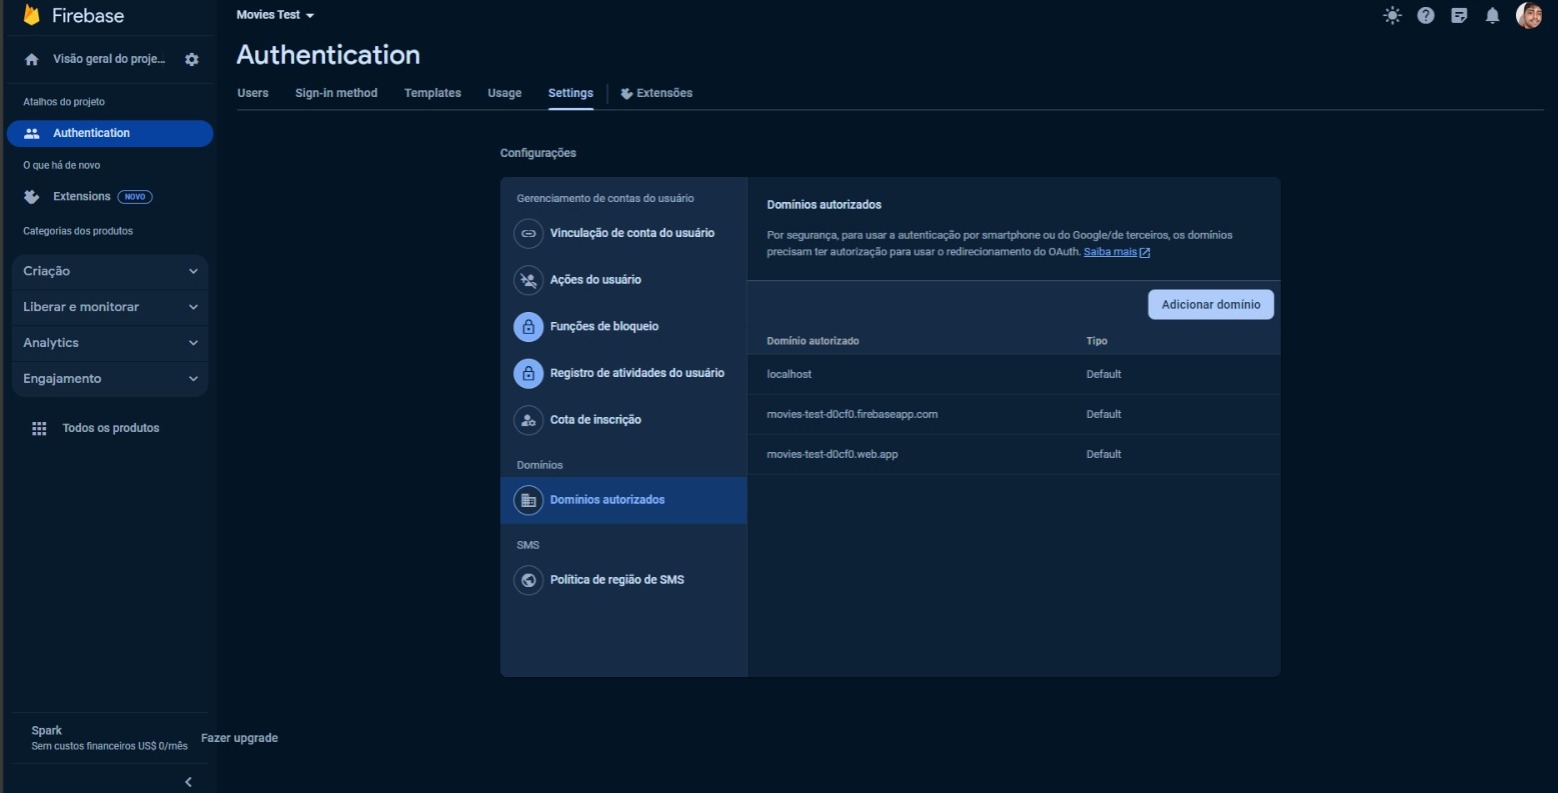 Firebase
Visão geral do proje...
Atalhos do projeto
Authentication
O que há de novo
Extensions NOVO
Categorias dos produtos
Criação
Liberar e monitorar
Analytics
Engajamento
Todos os produtos
Spark
Sem custos financeiros US$ 0/mês
Fazer upgrade
Movies Test
Authentication
Users Sign-in method Templates Usage Settings Extensões
Configurações
Gerenciamento de contas do usuário
Vinculação de conta do usuário
Ações do usuário
Funções de bloqueio
Registro de atividades do usuário
Cota de inscrição
Domínios
Domínios autorizados
SMS
Política de região de SMS
Domínios autorizados
Por segurança, para usar a autenticação por smartphone ou do Google/de terceiros, os domínios
precisam ter autorização para usar o redirecionamento do OAuth. Saiba mais
Adicionar domínio
Domínio autorizado Tipo
localhost Default
movies-test-d0cf0.firebaseapp.com Default
movies-test-d0cf0.web.app Default